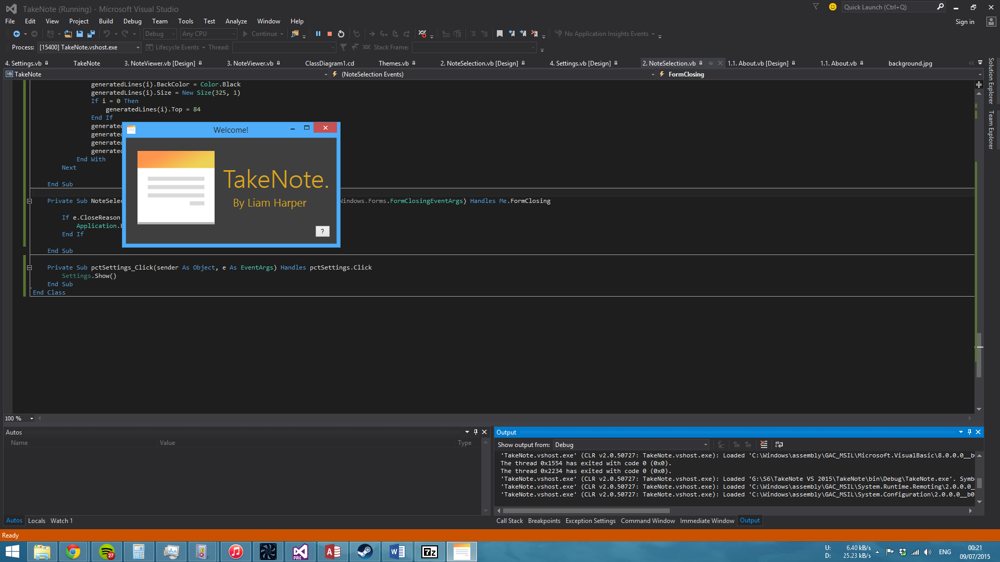 TakeNote (Running) - Microsoft Visual Studio
Quick Launch (Ctrl+Q)
File Edit View Project Build Debug Team Tools Test Analyze Window Help
Sign in
Debug Any CPU Continue No Application Insights Events
Process: [15400] TakeNote.vshost.exe Lifecycle Events Thread: Stack Frame:
4. Settings.vb TakeNote 3. NoteViewer.vb [Design] 3. NoteViewer.vb ClassDiagram1.cd Themes.vb 2. NoteSelection.vb [Design] 4. Settings.vb [Design] 2. NoteSelection.vb 1.1. About.vb [Design] 1.1. About.vb background.jpg
VB TakeNote (NoteSelection Events) FormClosing
Solution Explorer
Team Explorer
generatedLines(i).BackColor = Color.Black
generatedLines(i).Size = New Size(325, 1)
If i = 0 Then
generatedLines(i).Top = 84
End If
generated
generated
generated
generated
End With
Next
End Sub
Private Sub NoteSelec Windows.Forms.FormClosingEventArgs) Handles Me.FormClosing
If e.CloseReason
Application.E
End If
End Sub
Private Sub pctSettings_Click(sender As Object, e As EventArgs) Handles pctSettings.Click
Settings.Show()
End Sub
End Class
Welcome!
TakeNote.
By Liam Harper
?
100 %
Autos
Name Value Type
Autos Locals Watch 1
Output
Show output from: Debug
'TakeNote.vshost.exe' (CLR v2.0.50727: TakeNote.vshost.exe): Loaded 'C:\Windows\assembly\GAC_MSIL\Microsoft.VisualBasic\8.0.0.0__b
The thread 0x1554 has exited with code 0 (0x0).
The thread 0x2234 has exited with code 0 (0x0).
'TakeNote.vshost.exe' (CLR v2.0.50727: TakeNote.vshost.exe): Loaded 'G:\S6\TakeNote VS 2015\TakeNote\bin\Debug\TakeNote.exe'. Symb
'TakeNote.vshost.exe' (CLR v2.0.50727: TakeNote.vshost.exe): Loaded 'C:\Windows\assembly\GAC_MSIL\System.Runtime.Remoting\2.0.0.0__
'TakeNote.vshost.exe' (CLR v2.0.50727: TakeNote.vshost.exe): Loaded 'C:\Windows\assembly\GAC_MSIL\System.Configuration\2.0.0.0__b0
Call Stack Breakpoints Exception Settings Command Window Immediate Window Output
Ready
27
PRE
7z
U: 6.40 kB/s
D: 25.23 kB/s
ENG
00:21
09/07/2015